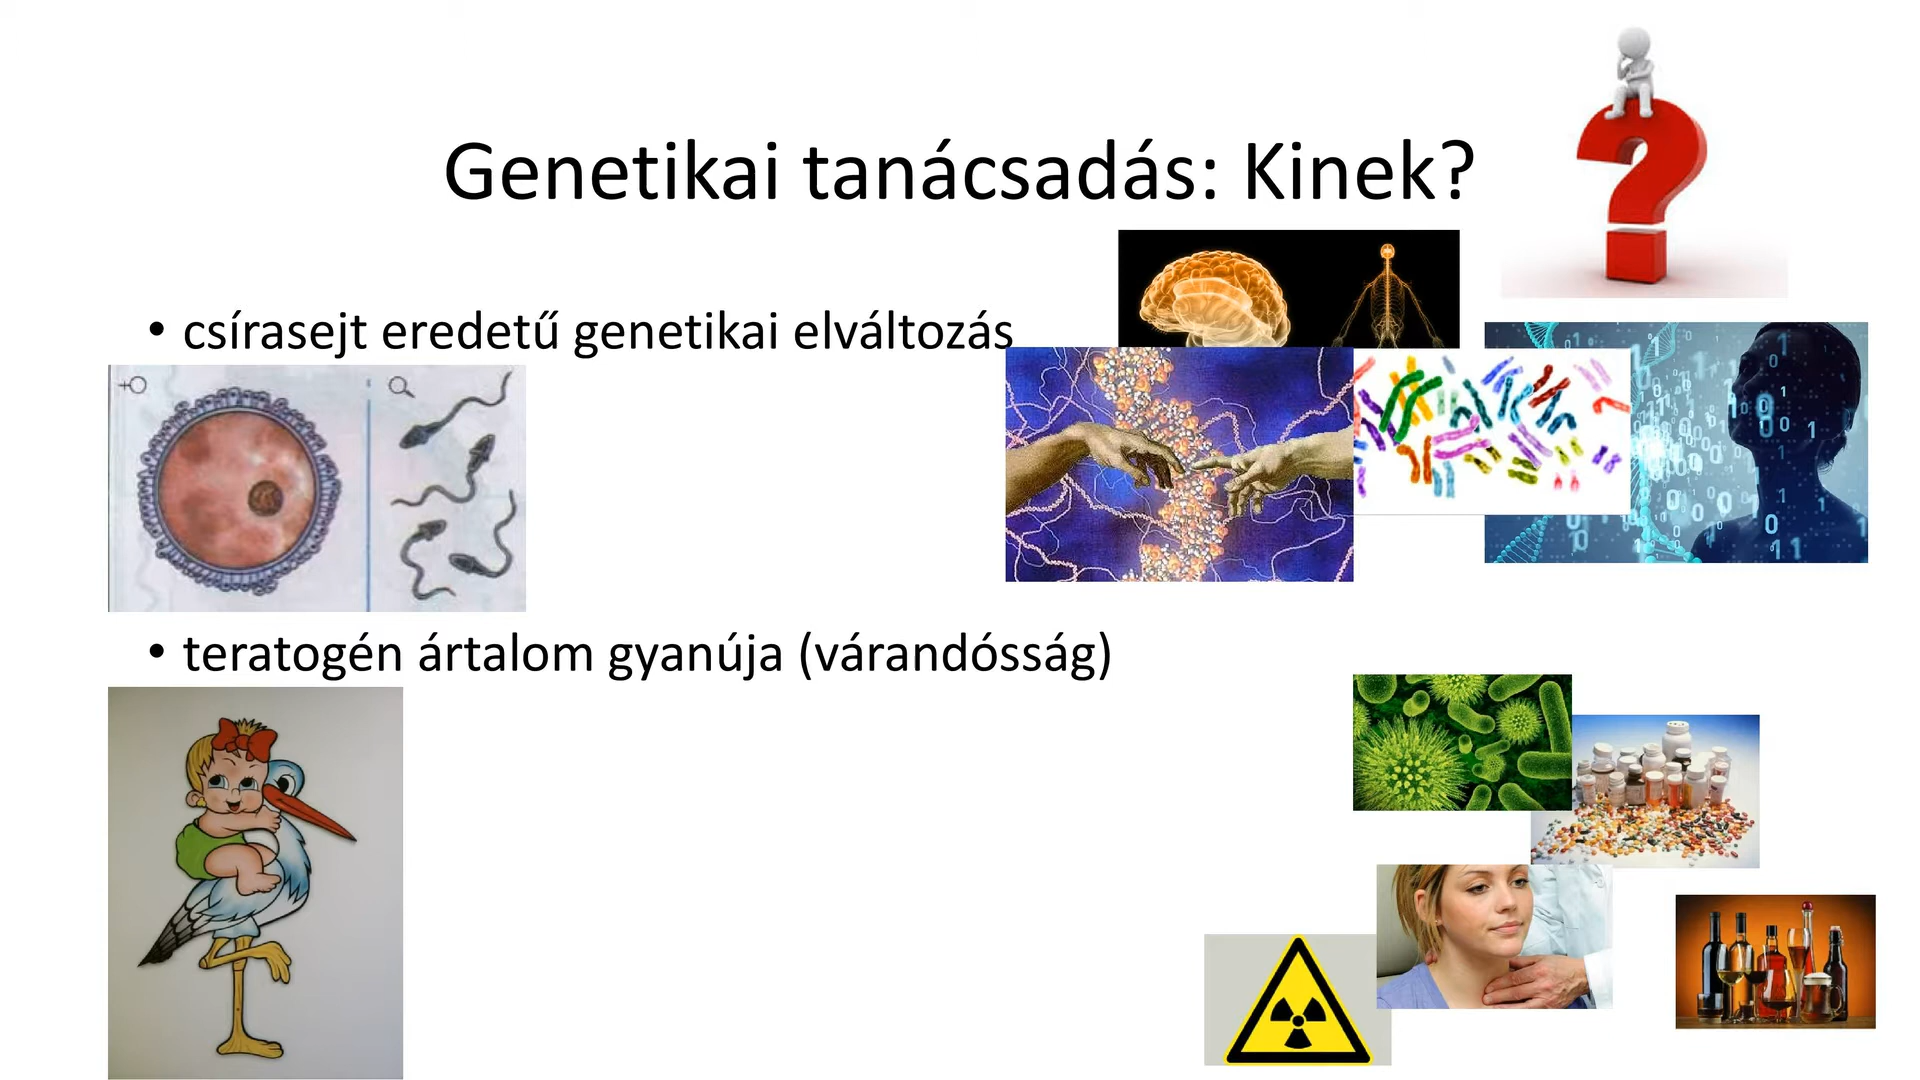 Genetikai tanácsadás: Kinek?
• csírasejt eredetű genetikai elváltozás
• teratogén ártalom gyanúja (várandósság)